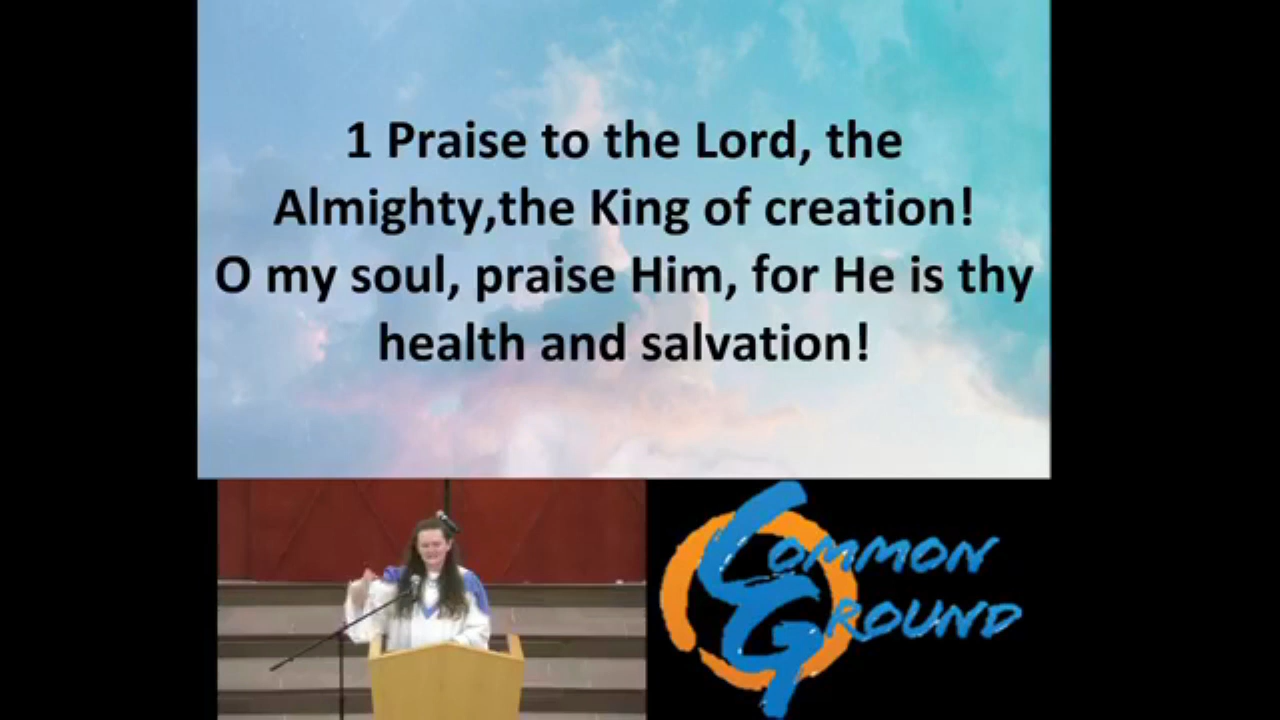 1 Praise to the Lord, the
Almighty,the King of creation!
O my soul, praise Him, for He is thy
health and salvation!
Common
Ground